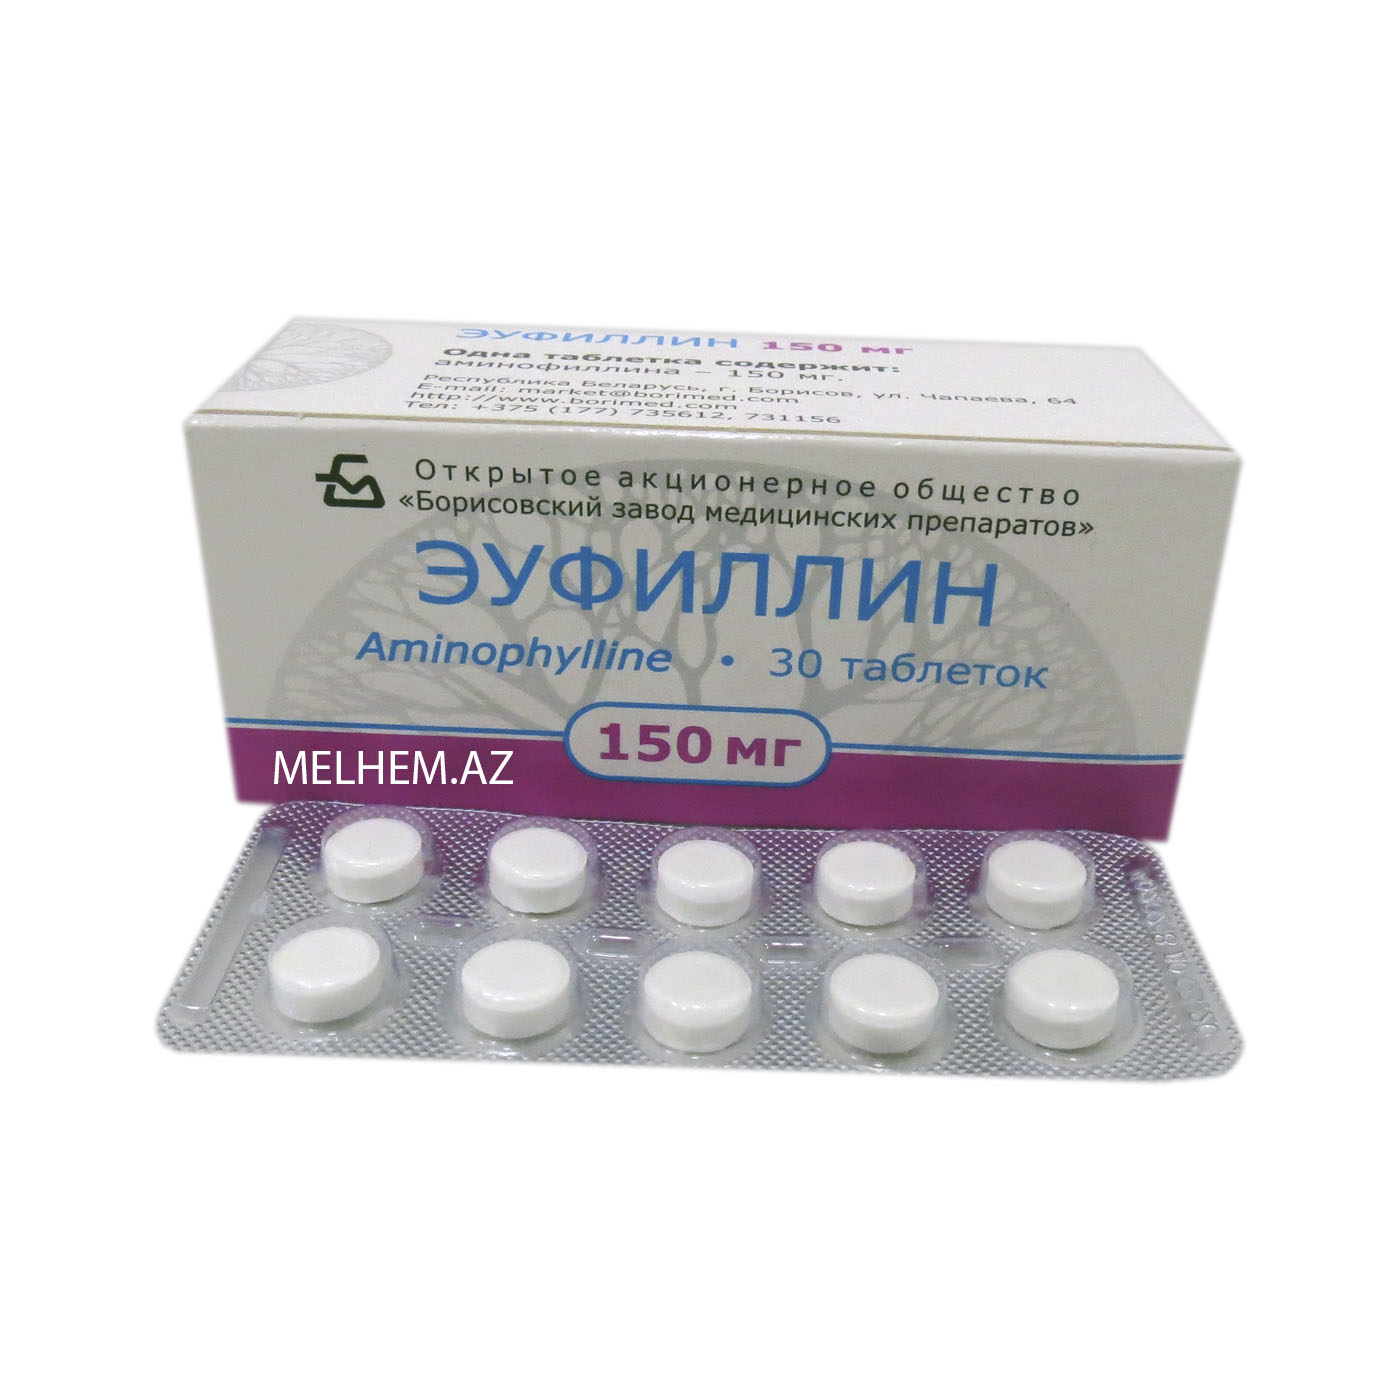 ЭУФИЛЛИН 150 мг
Одна таблетка содержит:
аминофиллина – 150 мг.
Республика Беларусь, г. Борисов, ул. Чапаева, 64
E-mail: market@borimed.com
http://www.borimed.com
Тел: +375 (177) 735612, 731156
Открытое акционерное общество
«Борисовский завод медицинских препаратов»
ЭУФИЛЛИН
Aminophylline • 30 таблеток
150 мг
MELHEM.AZ